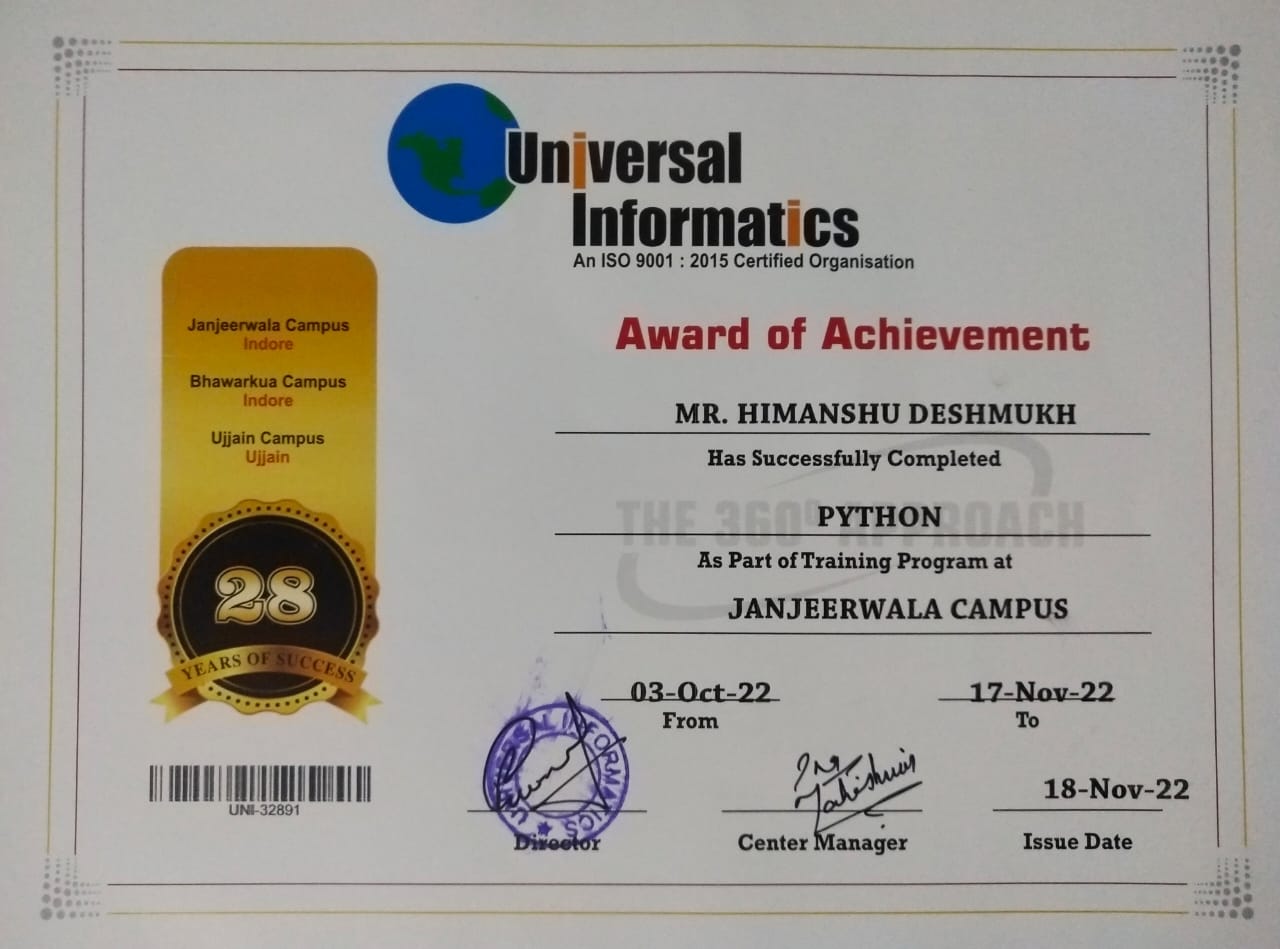 Universal
Informatics
An ISO 9001 : 2015 Certified Organisation
Janjeerwala Campus
Indore
Bhawarkua Campus
Indore
Ujjain Campus
Ujjain
28
YEARS OF SUCCESS
UNI-32891
Award of Achievement
MR. HIMANSHU DESHMUKH
Has Successfully Completed
THE 360° APPROACH
PYTHON
As Part of Training Program at
JANJEERWALA CAMPUS
03-Oct-22
From
17-Nov-22
To
UNIVERSAL INFORMATICS
Director
Center Manager
18-Nov-22
Issue Date